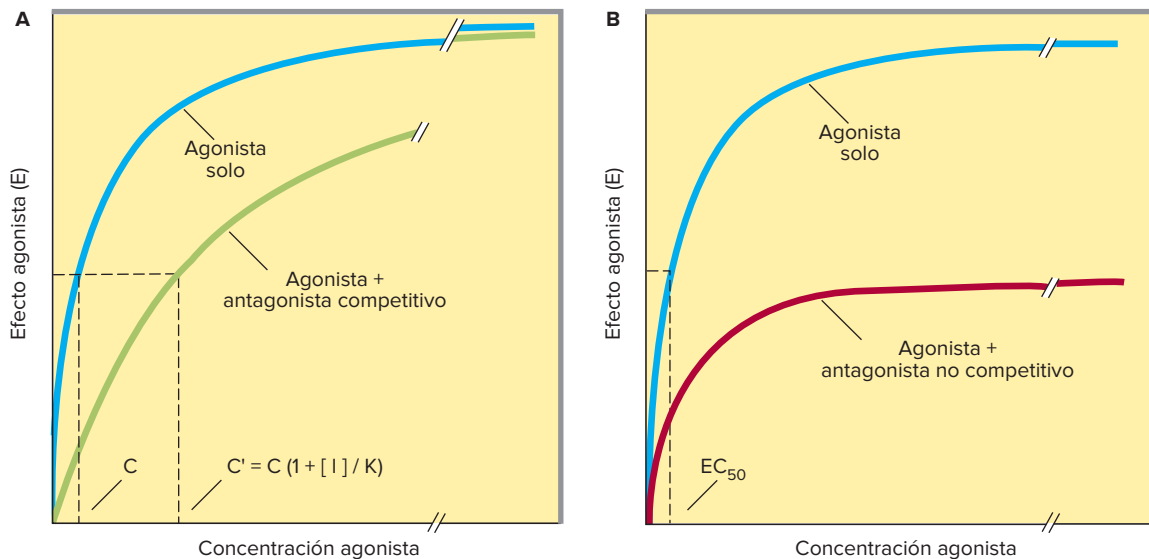 A
Efecto agonista (E)
Agonista
solo
Agonista +
antagonista competitivo
C
C' = C (1 + [ I ] / K)
Concentración agonista
B
Efecto agonista (E)
Agonista
solo
Agonista +
antagonista no competitivo
EC50
Concentración agonista